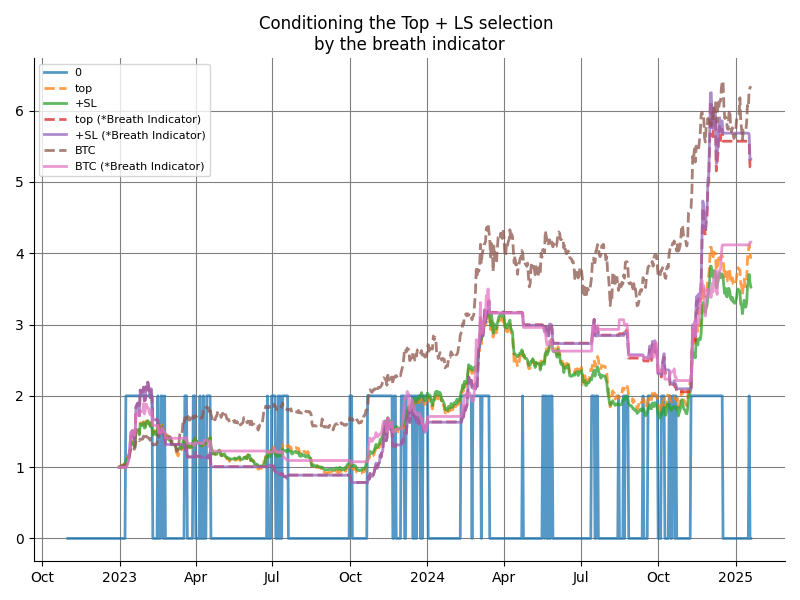 Conditioning the Top + LS selection
by the breath indicator
0
top
+SL
top (*Breath Indicator)
+SL (*Breath Indicator)
BTC
BTC (*Breath Indicator)
6
5
4
3
2
1
0
Oct 2023 Apr Jul Oct 2024 Apr Jul Oct 2025